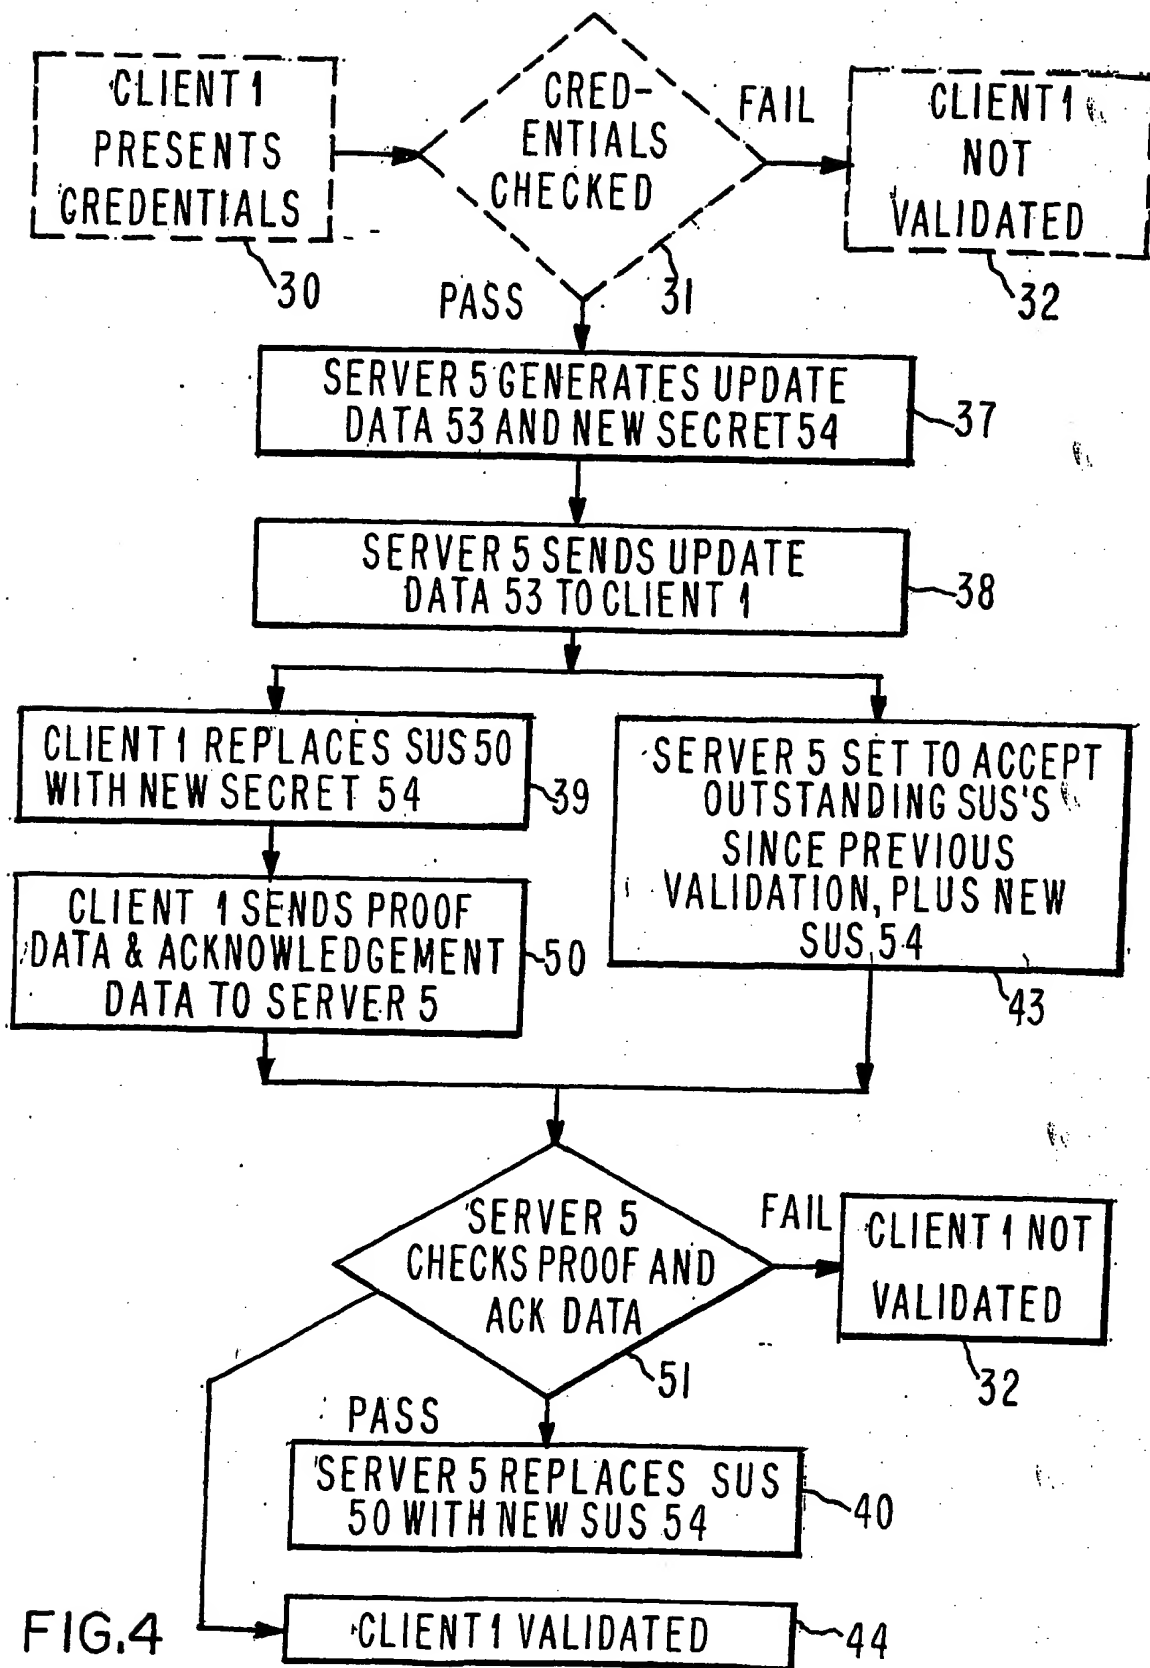 CLIENT 1
PRESENTS
CREDENTIALS
30
CRED-
ENTIALS
CHECKED
31
FAIL
CLIENT 1
NOT
VALIDATED
32
PASS
SERVER 5 GENERATES UPDATE
DATA 53 AND NEW SECRET 54
37
SERVER 5 SENDS UPDATE
DATA 53 TO CLIENT 1
38
CLIENT 1 REPLACES SUS 50
WITH NEW SECRET 54
39
SERVER 5 SET TO ACCEPT
OUTSTANDING SUS'S
SINCE PREVIOUS
VALIDATION, PLUS NEW
SUS 54
43
CLIENT 1 SENDS PROOF
DATA & ACKNOWLEDGEMENT
DATA TO SERVER 5
50
SERVER 5
CHECKS PROOF AND
ACK DATA
51
FAIL
CLIENT 1 NOT
VALIDATED
32
PASS
SERVER 5 REPLACES SUS
50 WITH NEW SUS 54
40
CLIENT 1 VALIDATED
44
FIG.4